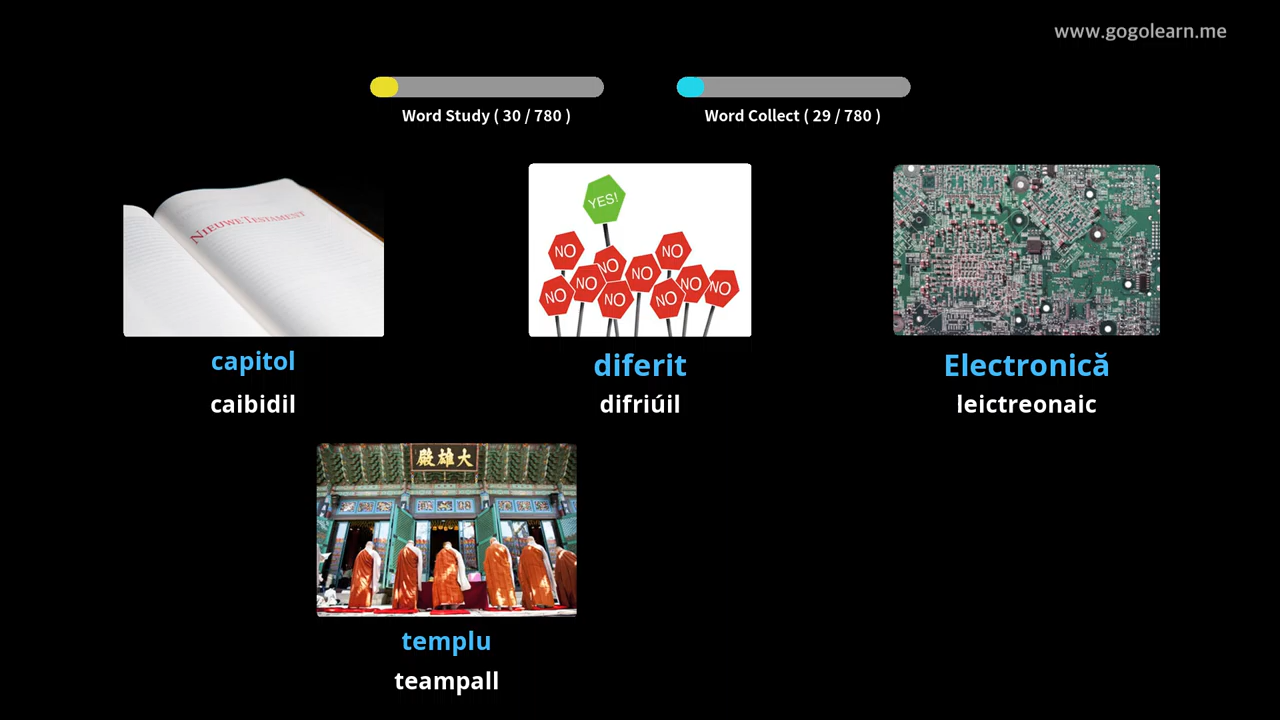 www.gogolearn.me
Word Study ( 30 / 780 )
Word Collect ( 29 / 780 )
NIEUWE TESTAMENT
YES!
NO
NO
NO
NO
NO
NO
NO
NO
NO
NO
capitol
diferit
Electronică
caibidil
difriúil
leictreonaic
殿雄大
templu
teampall